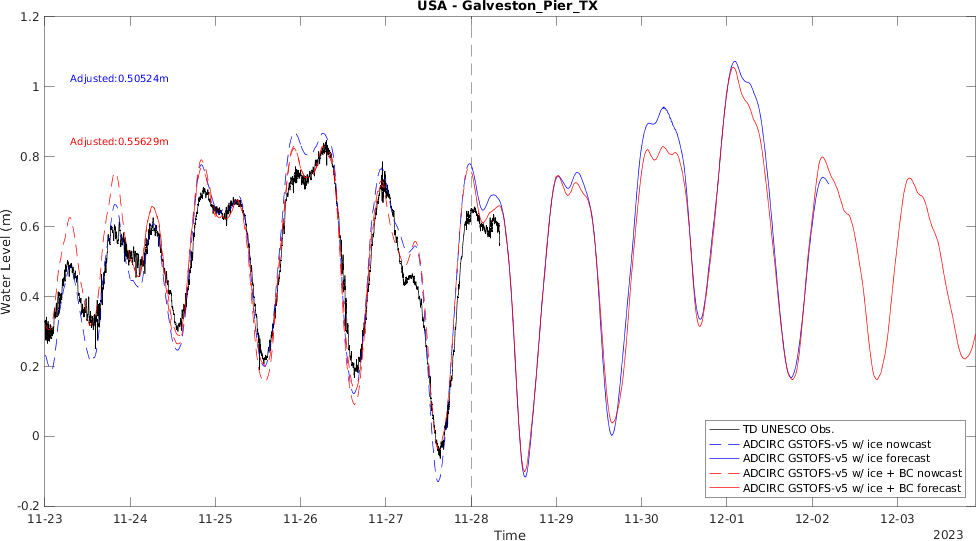 USA - Galveston_Pier_TX
1.2
1
0.8
0.6
0.4
0.2
0
-0.2
Water Level (m)
Adjusted:0.50524m
Adjusted:0.55629m
TD UNESCO Obs.
ADCIRC GSTOFS-v5 w/ ice nowcast
ADCIRC GSTOFS-v5 w/ ice forecast
ADCIRC GSTOFS-v5 w/ ice + BC nowcast
ADCIRC GSTOFS-v5 w/ ice + BC forecast
11-23 11-24 11-25 11-26 11-27 11-28 11-29 11-30 12-01 12-02 12-03
Time
2023